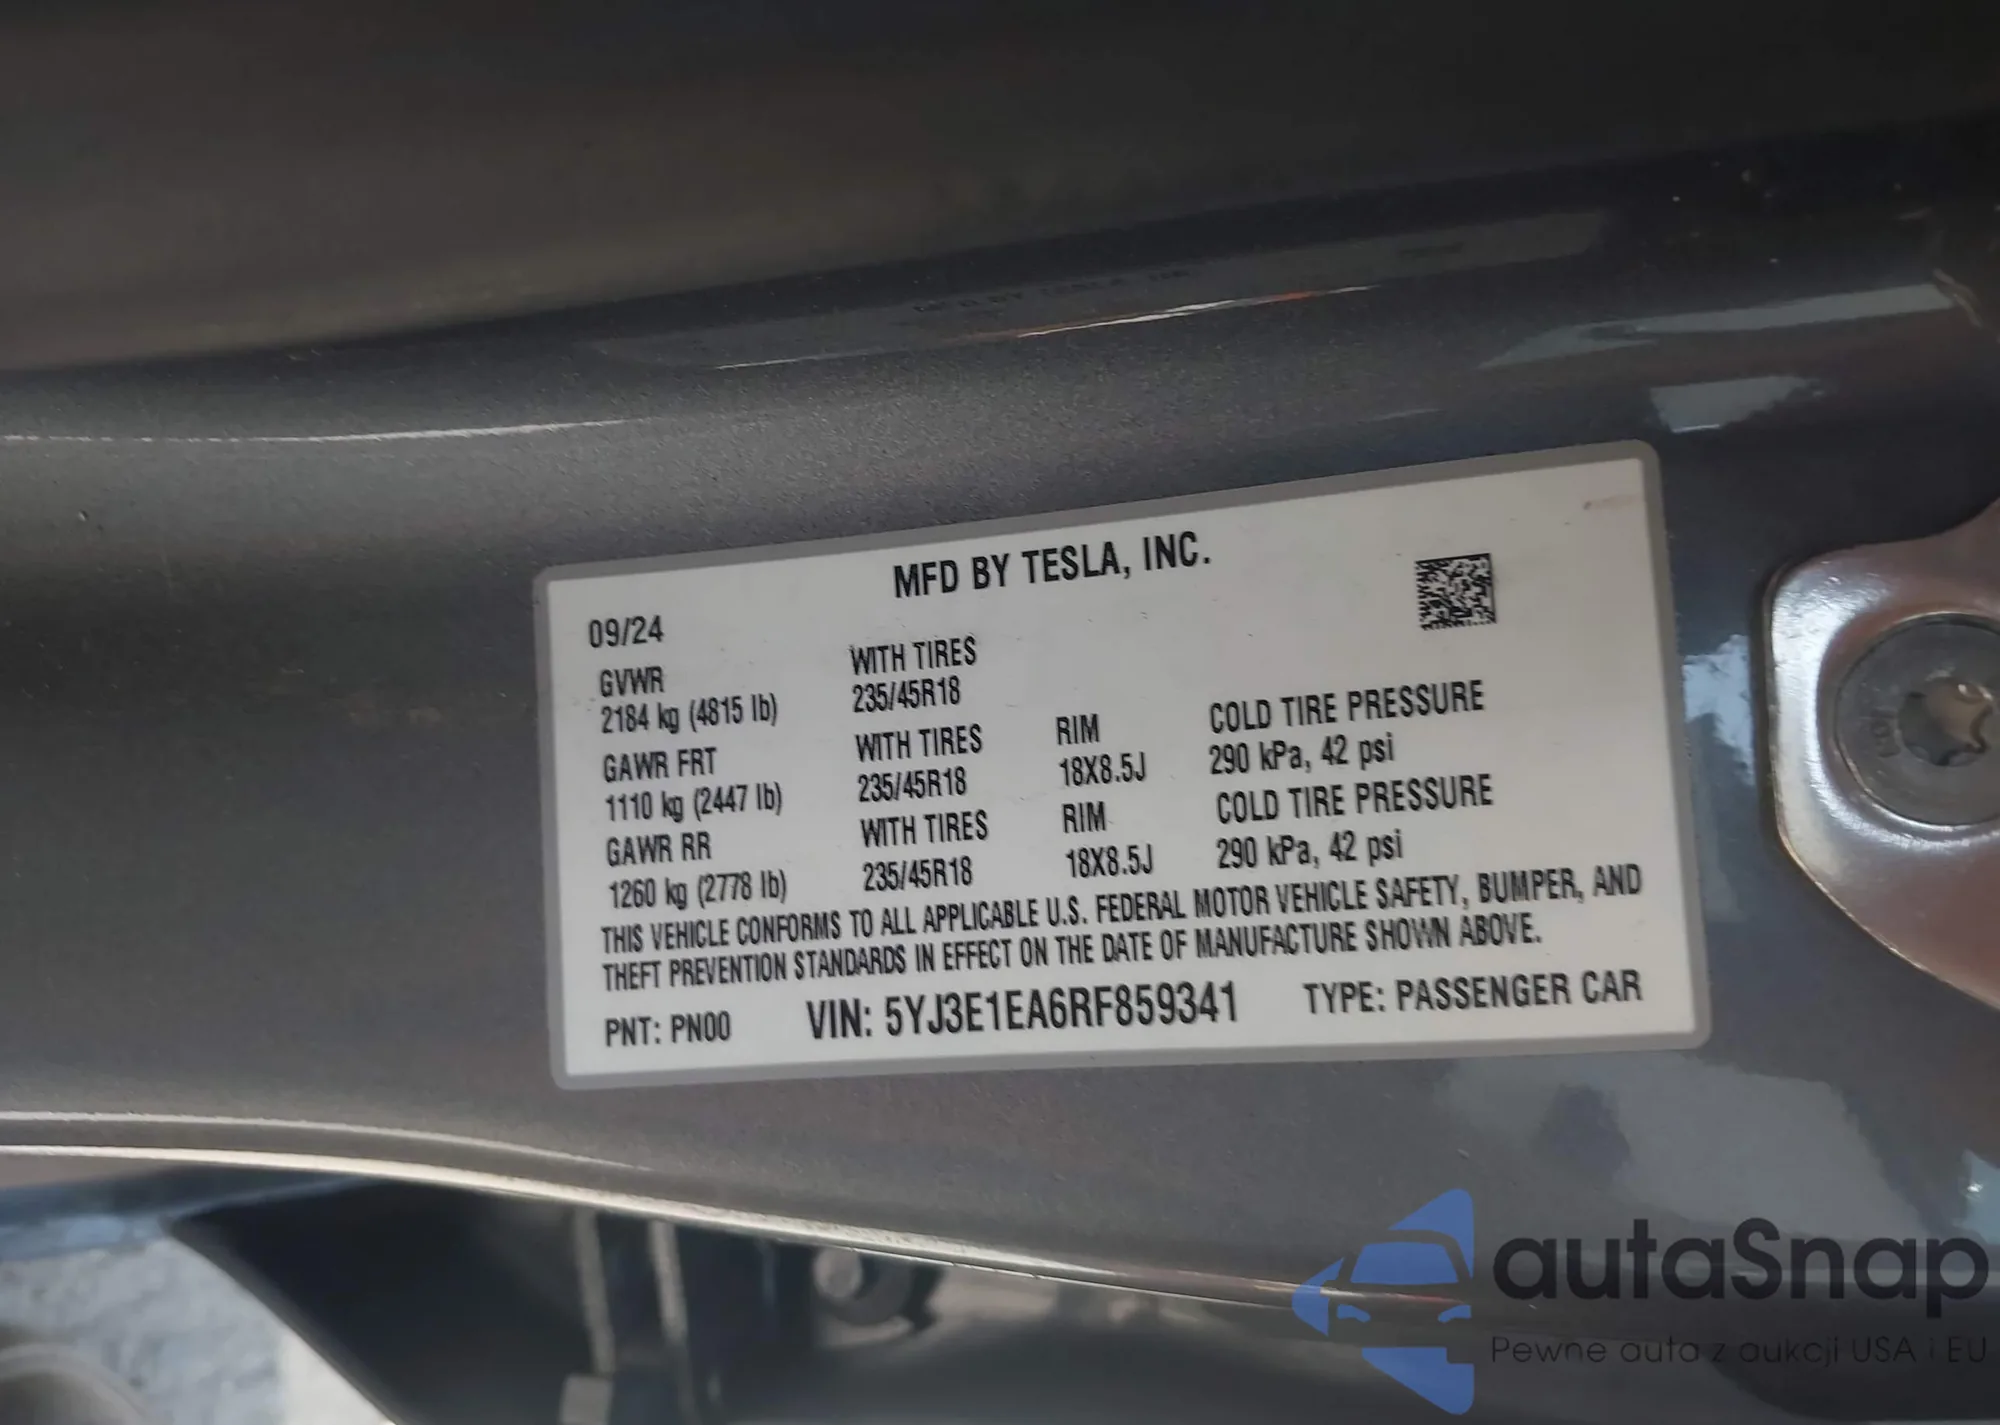 MFD BY TESLA, INC.
09/24
GVWR WITH TIRES
2184 kg (4815 lb) 235/45R18
GAWR FRT WITH TIRES RIM COLD TIRE PRESSURE
1110 kg (2447 lb) 235/45R18 18X8.5J 290 kPa, 42 psi
GAWR RR WITH TIRES RIM COLD TIRE PRESSURE
1260 kg (2778 lb) 235/45R18 18X8.5J 290 kPa, 42 psi
THIS VEHICLE CONFORMS TO ALL APPLICABLE U.S. FEDERAL MOTOR VEHICLE SAFETY, BUMPER, AND
THEFT PREVENTION STANDARDS IN EFFECT ON THE DATE OF MANUFACTURE SHOWN ABOVE.
PNT: PN00 VIN: 5YJ3E1EA6RF859341 TYPE: PASSENGER CAR
autaSnap
Pewne auta z aukcji USA i EU